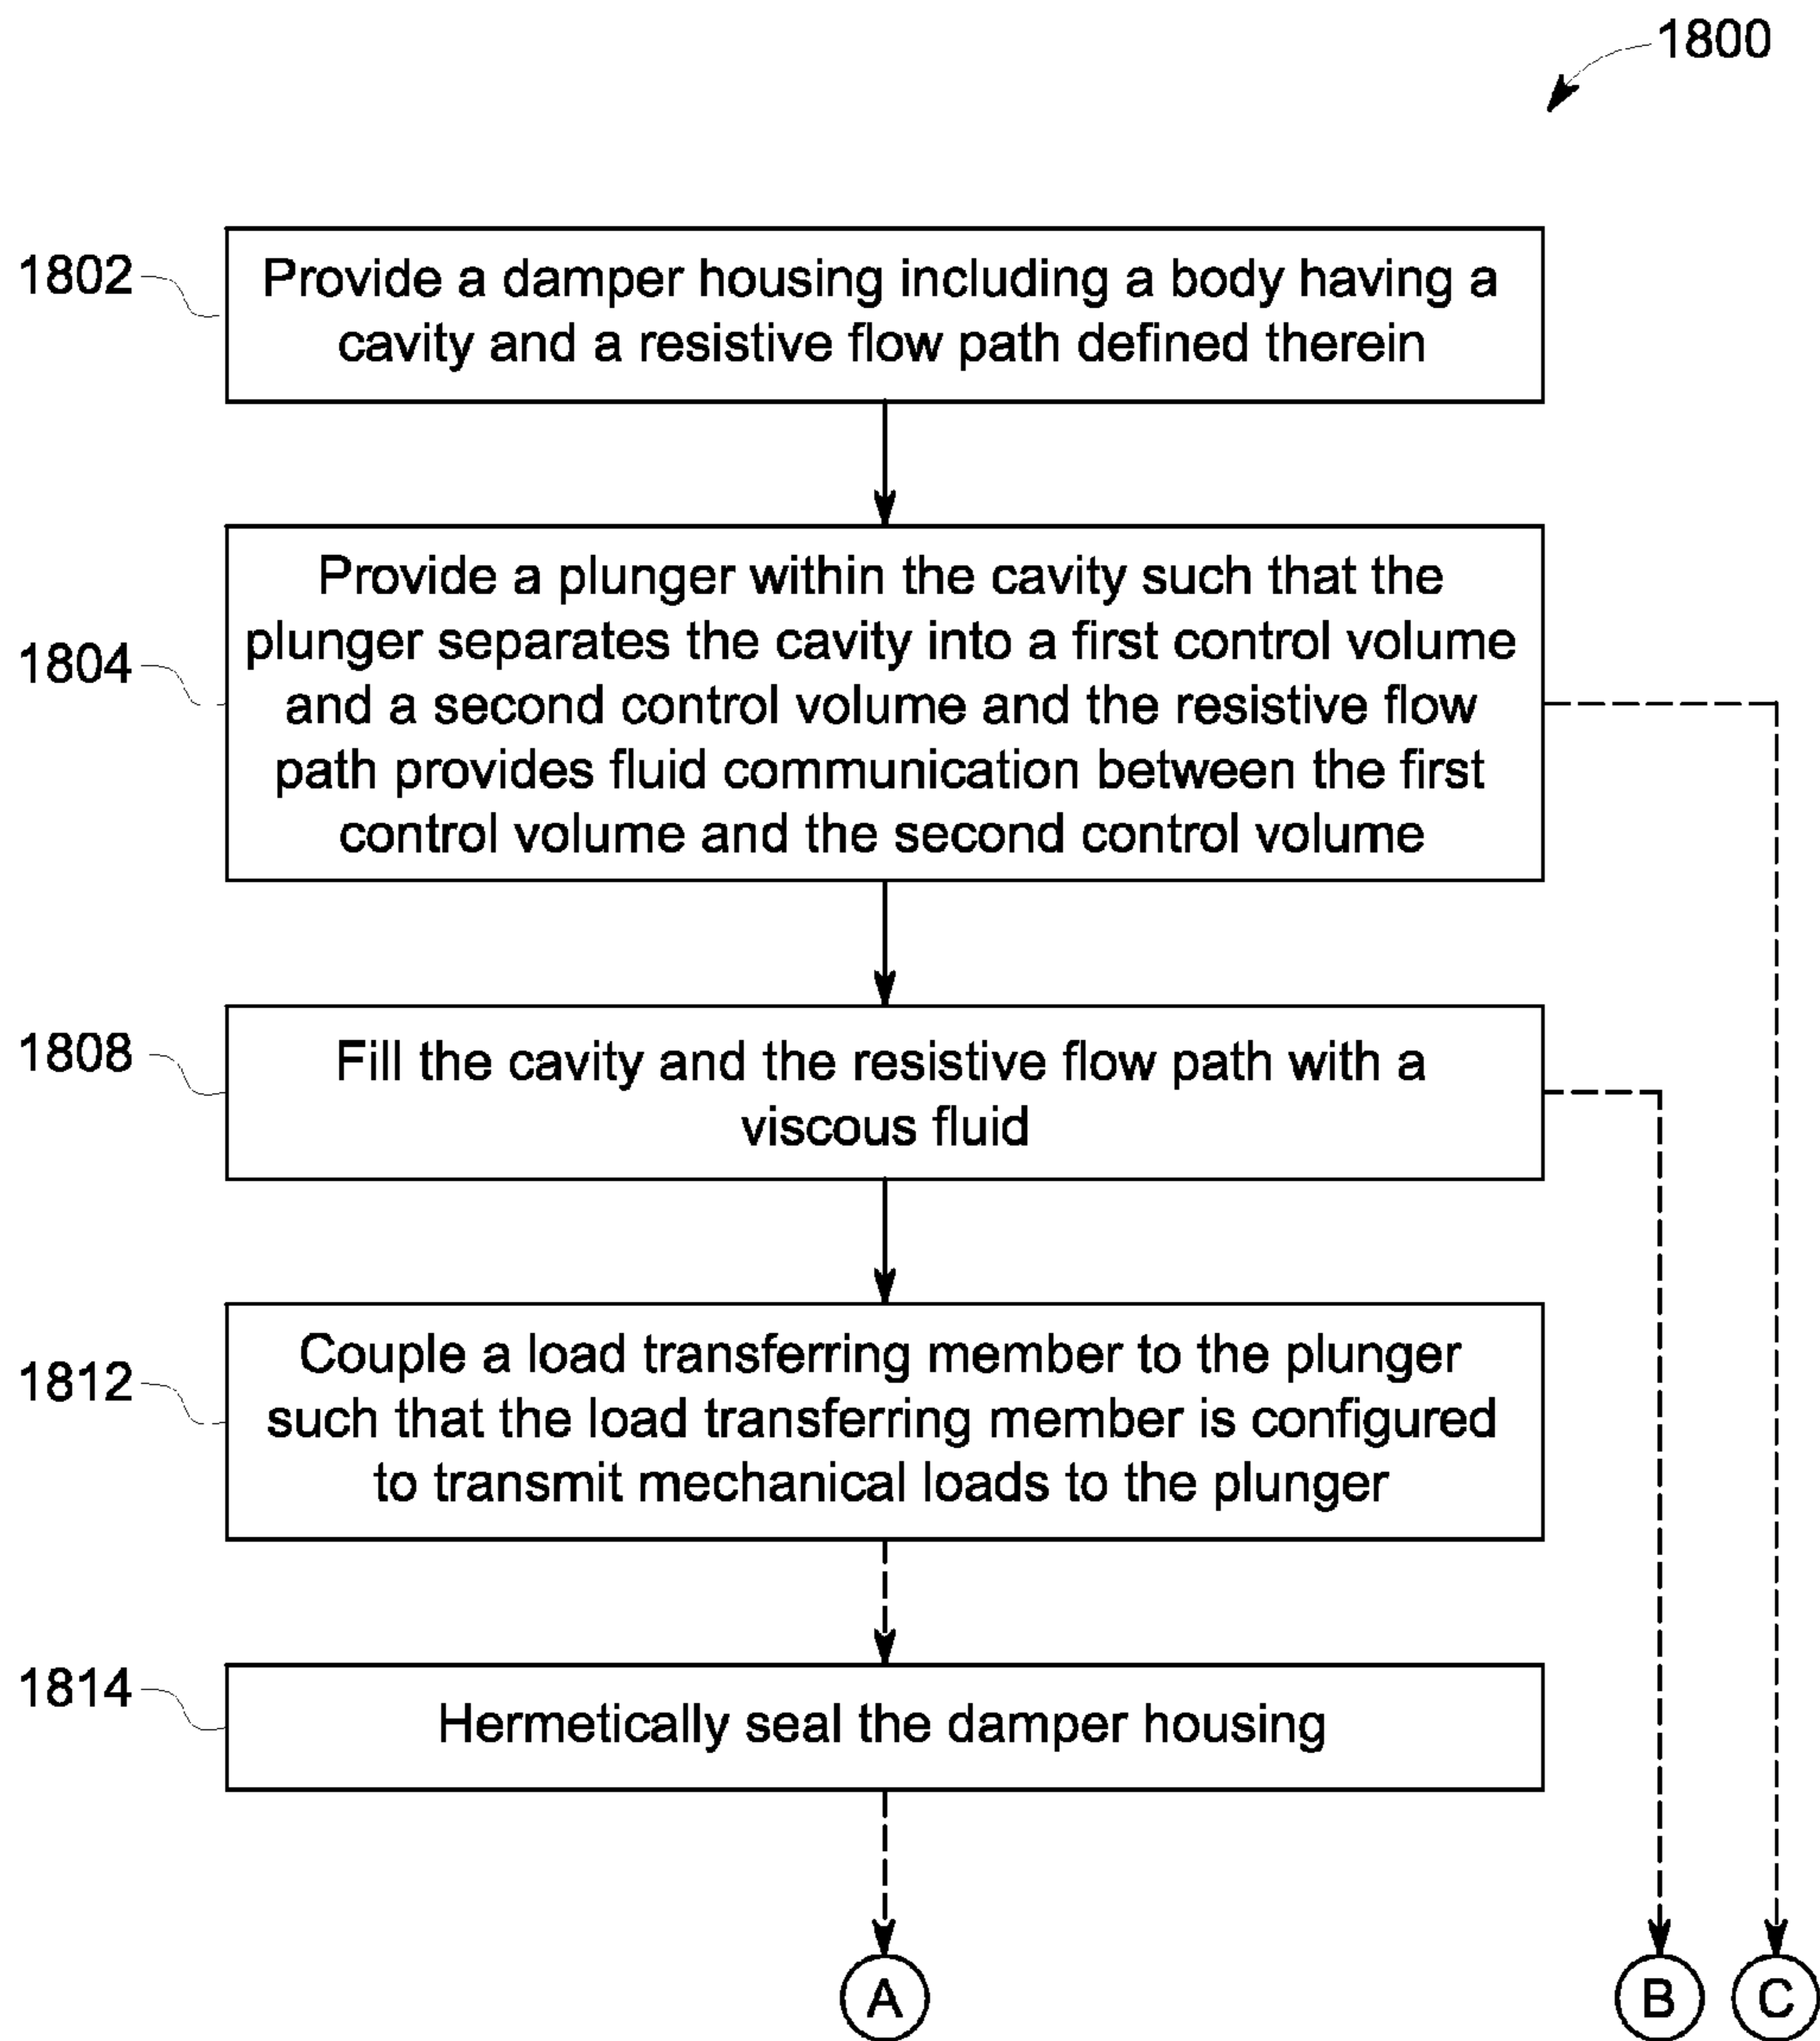 1800
1802
Provide a damper housing including a body having a
cavity and a resistive flow path defined therein
1804
Provide a plunger within the cavity such that the
plunger separates the cavity into a first control volume
and a second control volume and the resistive flow
path provides fluid communication between the first
control volume and the second control volume
1808
Fill the cavity and the resistive flow path with a
viscous fluid
1812
Couple a load transferring member to the plunger
such that the load transferring member is configured
to transmit mechanical loads to the plunger
1814
Hermetically seal the damper housing
A
B
C